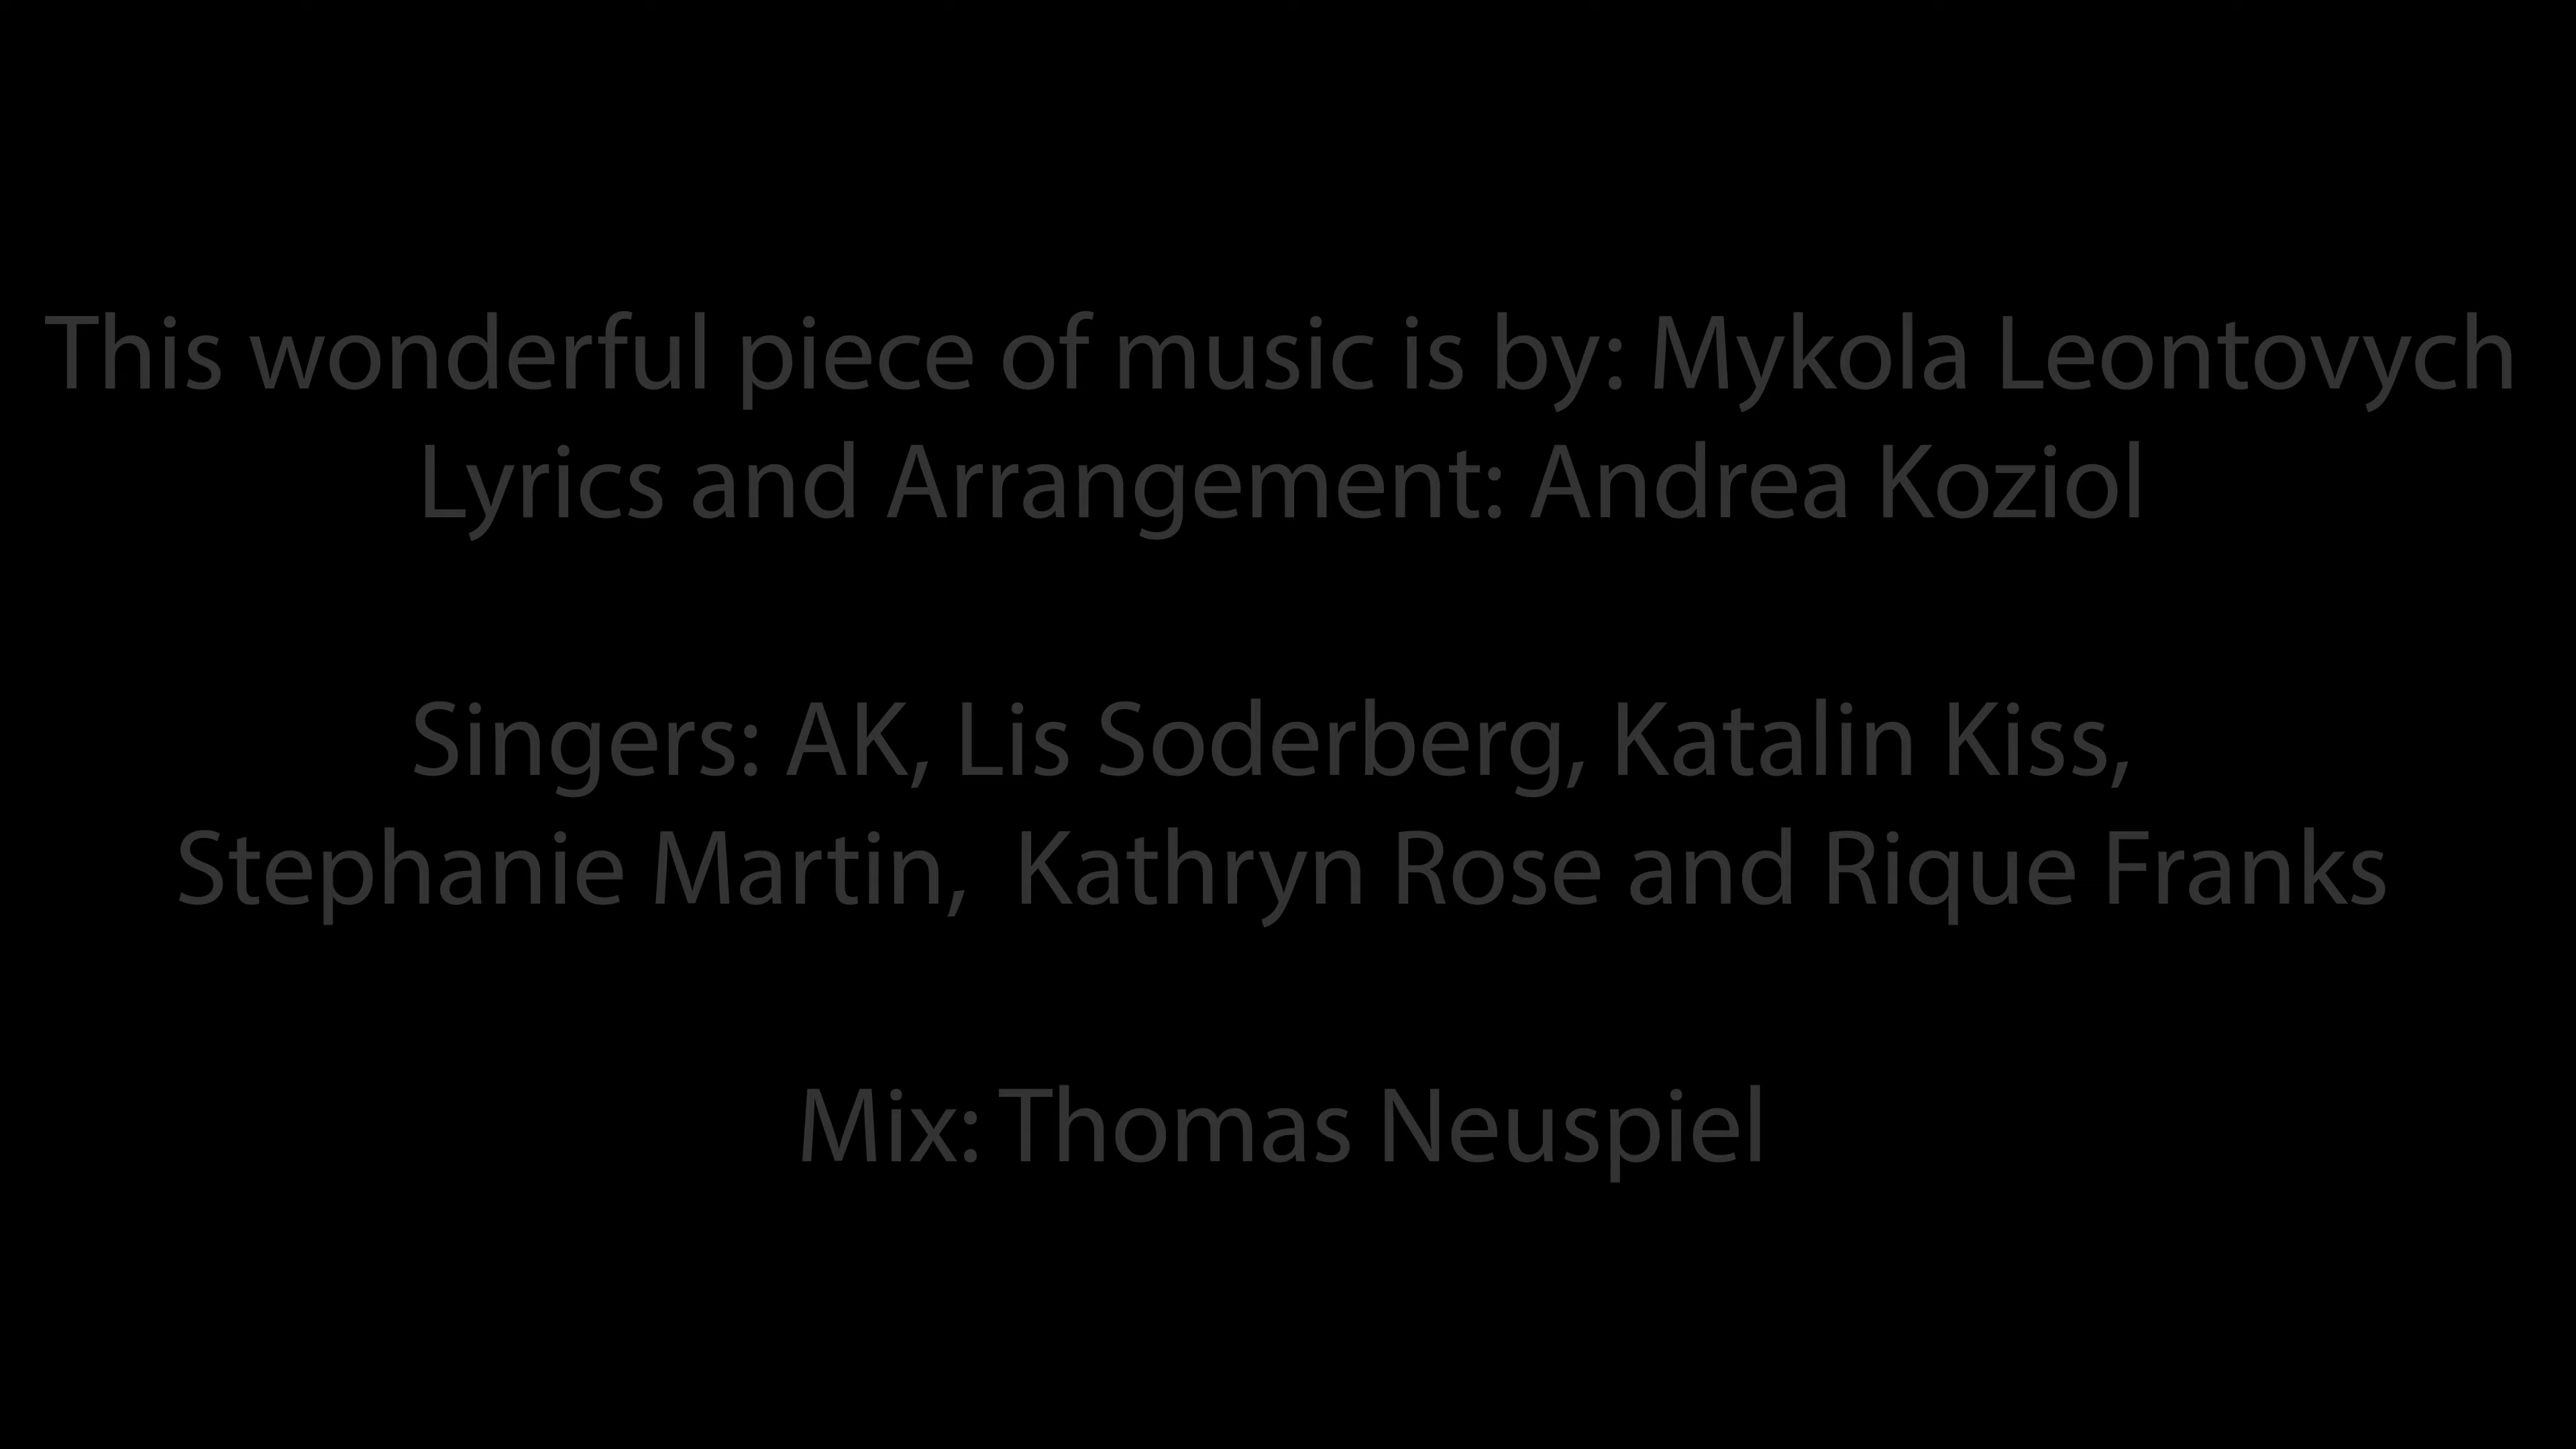 This wonderful piece of music is by: Mykola Leontovych
Lyrics and Arrangement: Andrea Koziol
Singers: AK, Lis Soderberg, Katalin Kiss,
Stephanie Martin,  Kathryn Rose and Rique Franks
Mix: Thomas Neuspiel